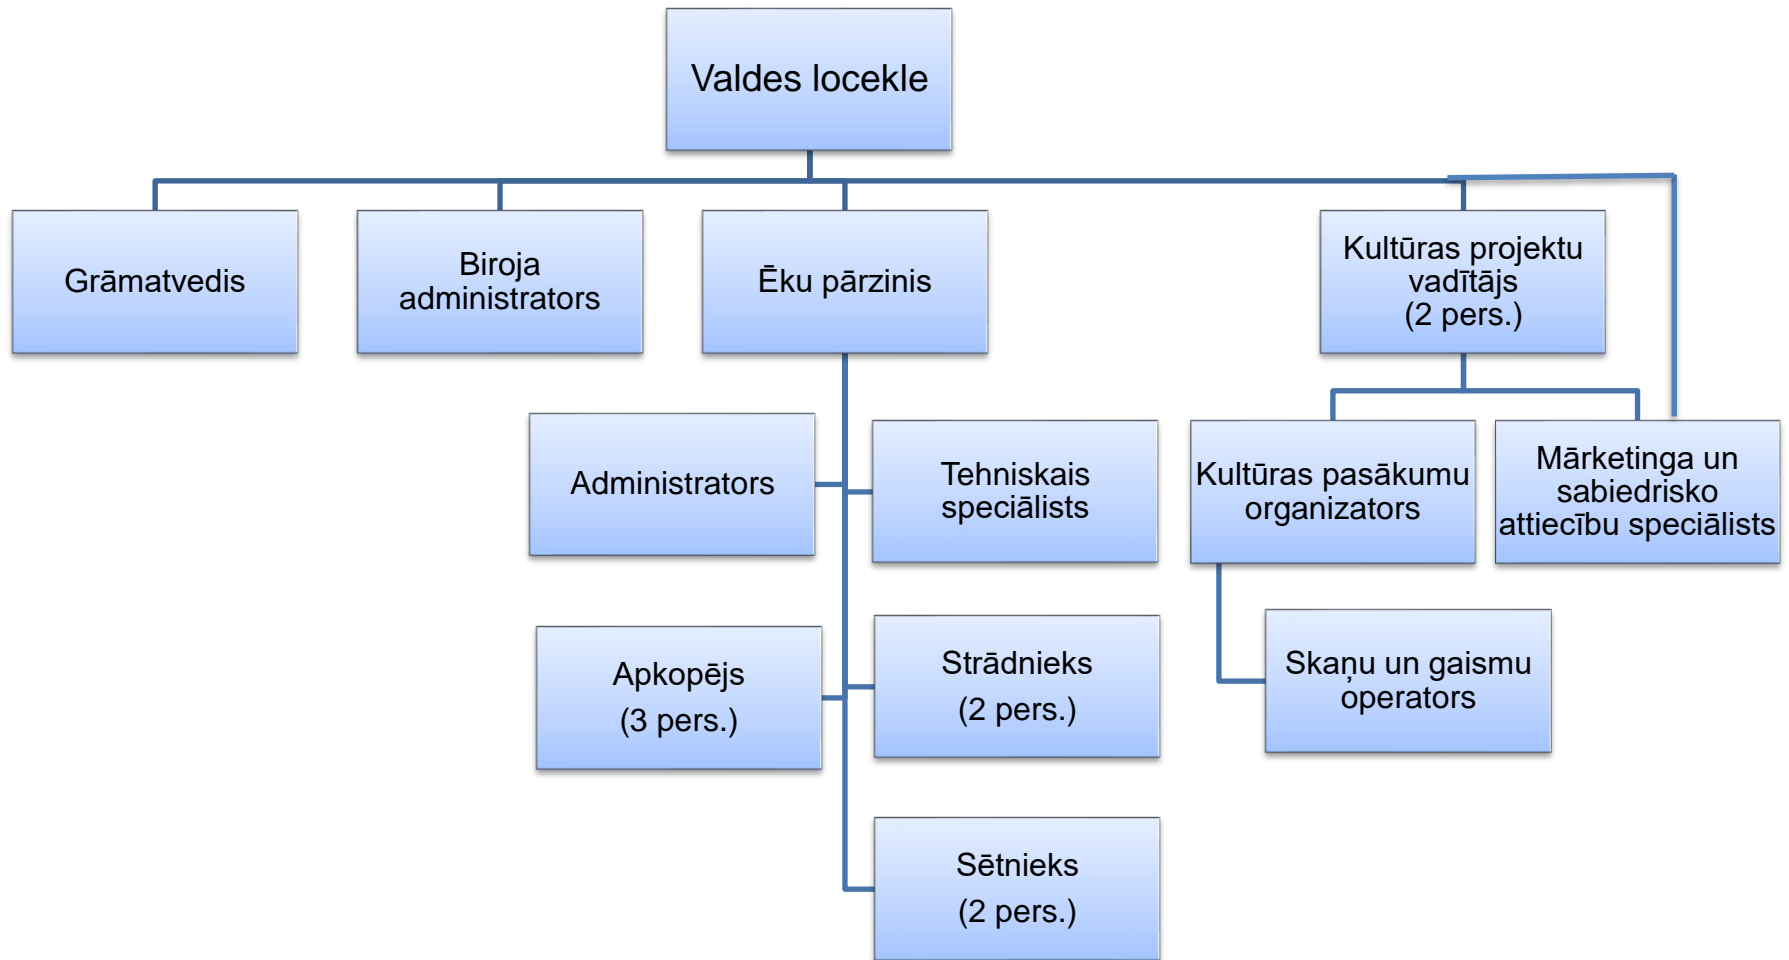 Valdes locekle
Grāmatvedis
Biroja
administrators
Ēku pārzinis
Kultūras projektu
vadītājs
(2 pers.)
Administrators
Tehniskais
speciālists
Kultūras pasākumu
organizators
Mārketinga un
sabiedrisko
attiecību speciālists
Apkopējs
(3 pers.)
Strādnieks
(2 pers.)
Skaņu un gaismu
operators
Sētnieks
(2 pers.)